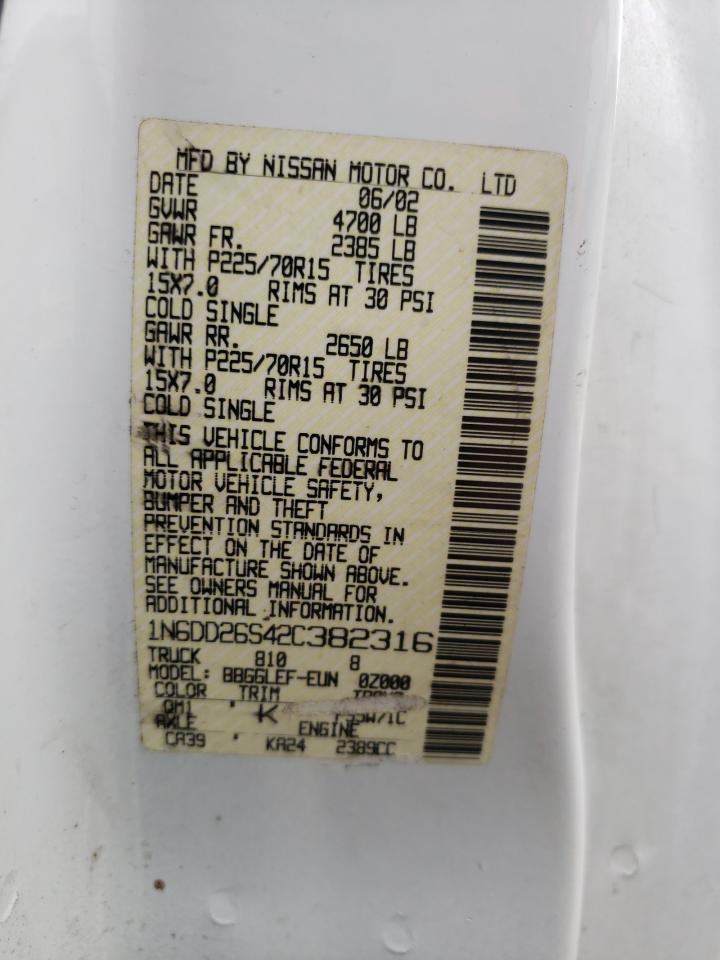 MFD BY NISSAN MOTOR CO. LTD
DATE 06/02
GVWR 4700 LB
GAWR FR. 2385 LB
WITH P225/70R15 TIRES
15X7.0 RIMS AT 30 PSI
COLD SINGLE
GAWR RR. 2650 LB
WITH P225/70R15 TIRES
15X7.0 RIMS AT 30 PSI
COLD SINGLE
THIS VEHICLE CONFORMS TO
ALL APPLICABLE FEDERAL
MOTOR VEHICLE SAFETY,
BUMPER AND THEFT
PREVENTION STANDARDS IN
EFFECT ON THE DATE OF
MANUFACTURE SHOWN ABOVE.
SEE OWNERS MANUAL FOR
ADDITIONAL INFORMATION.
1N6DD26S42C382316
TRUCK 810 8
MODEL: BBGGLEF-EUN 0Z000
COLOR TRIM
QM1 K
AXLE ENGINE
CA39 KA24 2389CC